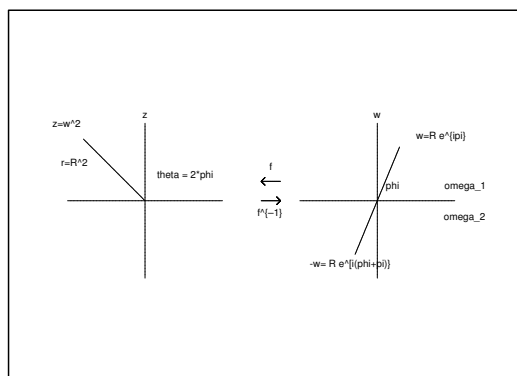 z
w
z=w^2
w=R e^{ipi}
r=R^2
f
theta = 2*phi
phi
omega_1
f^{-1}
omega_2
-w= R e^[i(phi+pi)}